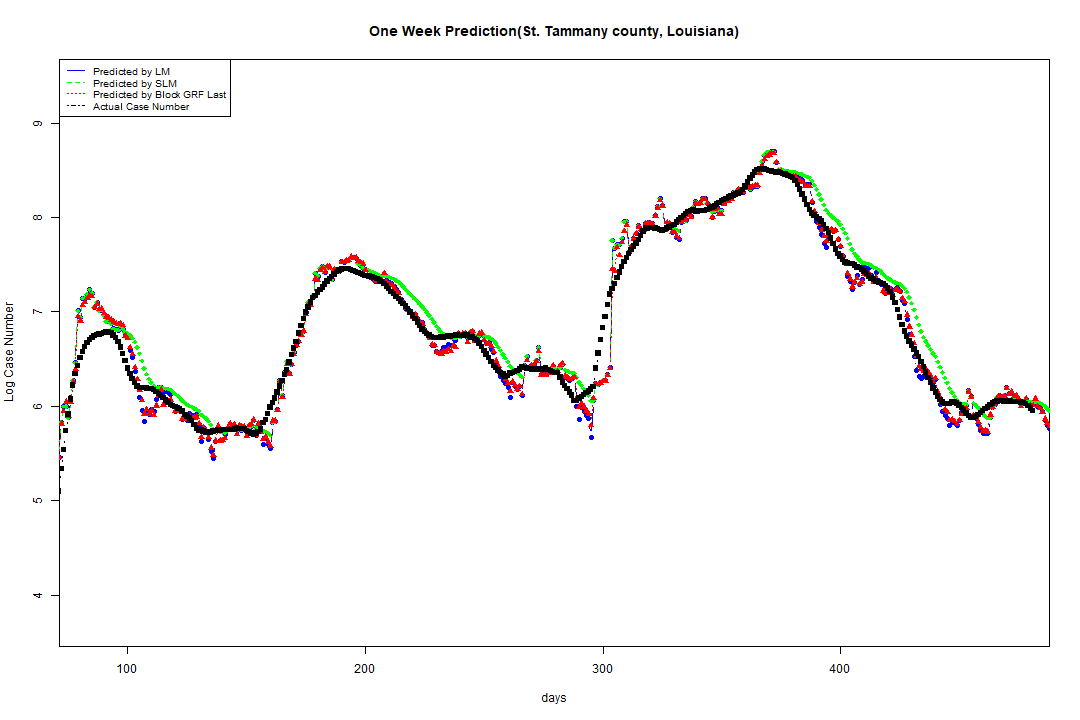 One Week Prediction(St. Tammany county, Louisiana)
Predicted by LM
Predicted by SLM
Predicted by Block GRF Last
Actual Case Number
9
8
7
6
5
4
Log Case Number
100 200 300 400
days